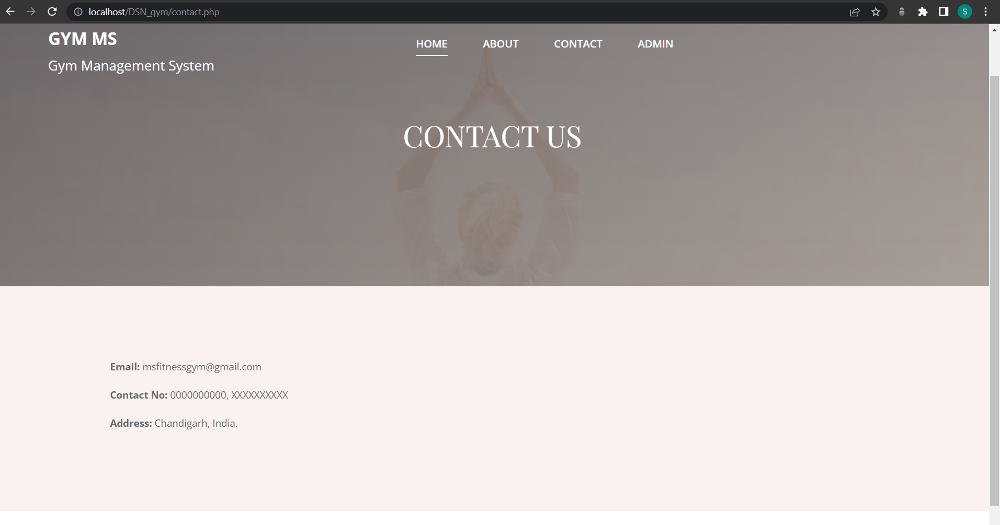 localhost/DSN_gym/contact.php
S
GYM MS
HOME ABOUT CONTACT ADMIN
Gym Management System
CONTACT US
Email: msfitnessgym@gmail.com
Contact No: 0000000000, XXXXXXXXXX
Address: Chandigarh, India.